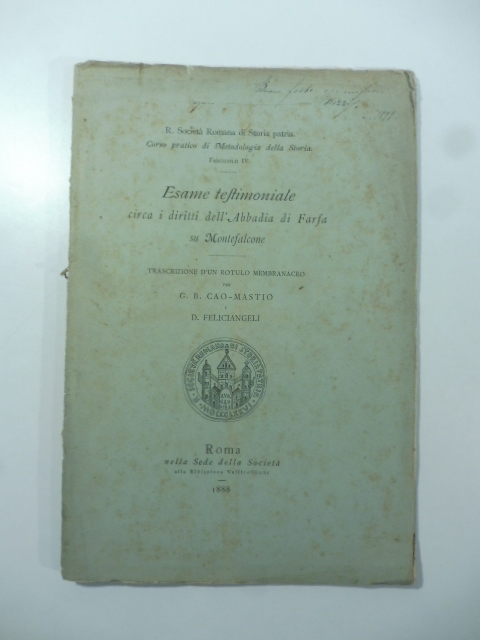 R. Società Romana di Storia patria.
Corso pratico di Metodologia della Storia.
Fascicolo IV.
Esame testimoniale
circa i diritti dell'Abbadia di Farfa
su Montefalcone
TRASCRIZIONE D'UN ROTULO MEMBRANACEO
PER
G. B. CAO-MASTIO
E
D. FELICIANGELI
Roma
nella Sede della Società
alla Biblioteca Vallicelliana
1888